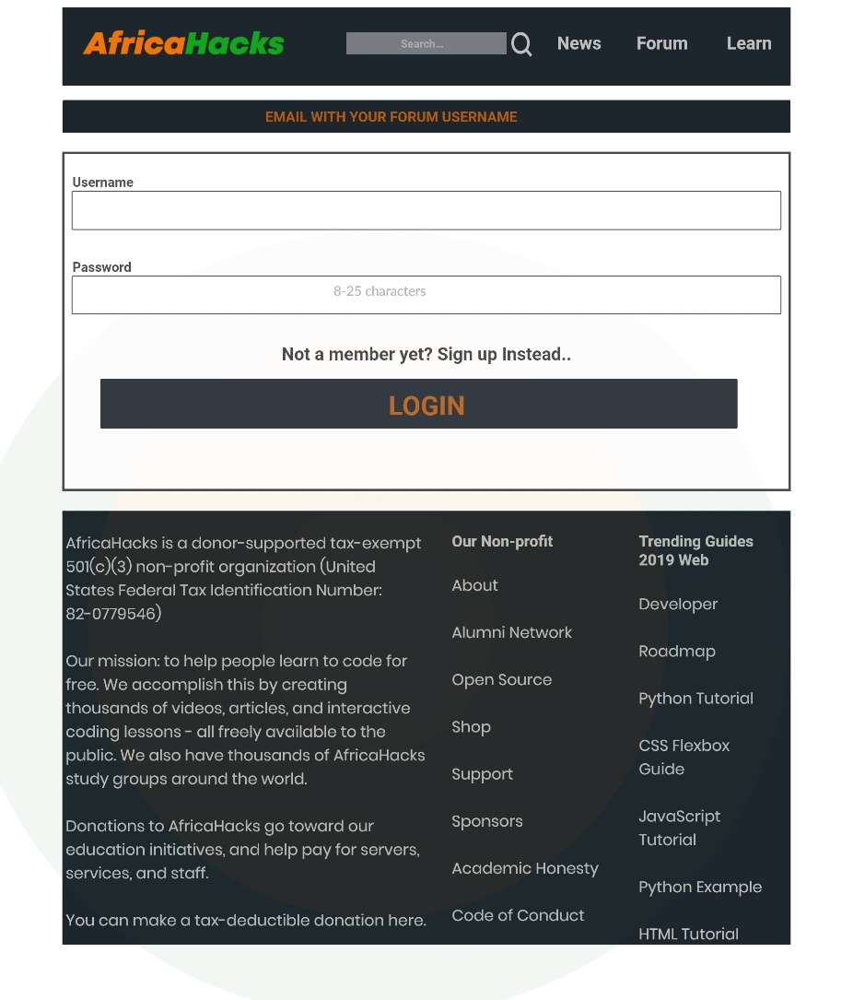 AfricaHacks
Search...
News
Forum
Learn
EMAIL WITH YOUR FORUM USERNAME
Username
Password
8-25 characters
Not a member yet? Sign up Instead..
LOGIN
AfricaHacks is a donor-supported tax-exempt
501(c)(3) non-profit organization (United
States Federal Tax Identification Number:
82-0779546)
Our mission: to help people learn to code for
free. We accomplish this by creating
thousands of videos, articles, and interactive
coding lessons - all freely available to the
public. We also have thousands of AfricaHacks
study groups around the world.
Donations to AfricaHacks go toward our
education initiatives, and help pay for servers,
services, and staff.
You can make a tax-deductible donation here.
Our Non-profit
About
Alumni Network
Open Source
Shop
Support
Sponsors
Academic Honesty
Code of Conduct
Trending Guides
2019 Web
Developer
Roadmap
Python Tutorial
CSS Flexbox
Guide
JavaScript
Tutorial
Python Example
HTML Tutorial